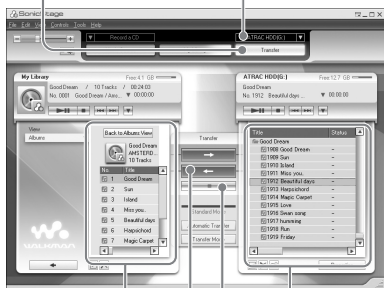 SonicStage
File Edit View Controls Tools Help
Record a CD
ATRAC HDD(G:)
Transfer
My Library
Free:4.1 GB
Good Dream / 10 Tracks / 00:24:03
No. 0001 Good Dream / Ams... 00:00:00
ATRAC HDD(G:)
Free:12.7 GB
Good Dream
No. 1912 Beautiful days ... 00:00:00
View
Albums
Back to Albums View
Good Dream
AMSTERD...
10 Tracks
No. Title
1 Good Dream
2 Sun
3 Island
4 Miss you..
5 Beautiful days
6 Harpsichord
7 Magic Carpet
WALKMAN
Transfer
Standard Mo
utomatic Transfer
Transfer Mo
Title Status
Good Dream
1908 Good Dream –
1909 Sun –
1910 Island –
1911 Miss you.. –
1912 Beautiful days –
1913 Harpsichord –
1914 Magic Carpet –
1915 Love –
1916 Swan song –
1917 humming –
1918 Run –
1919 Friday –